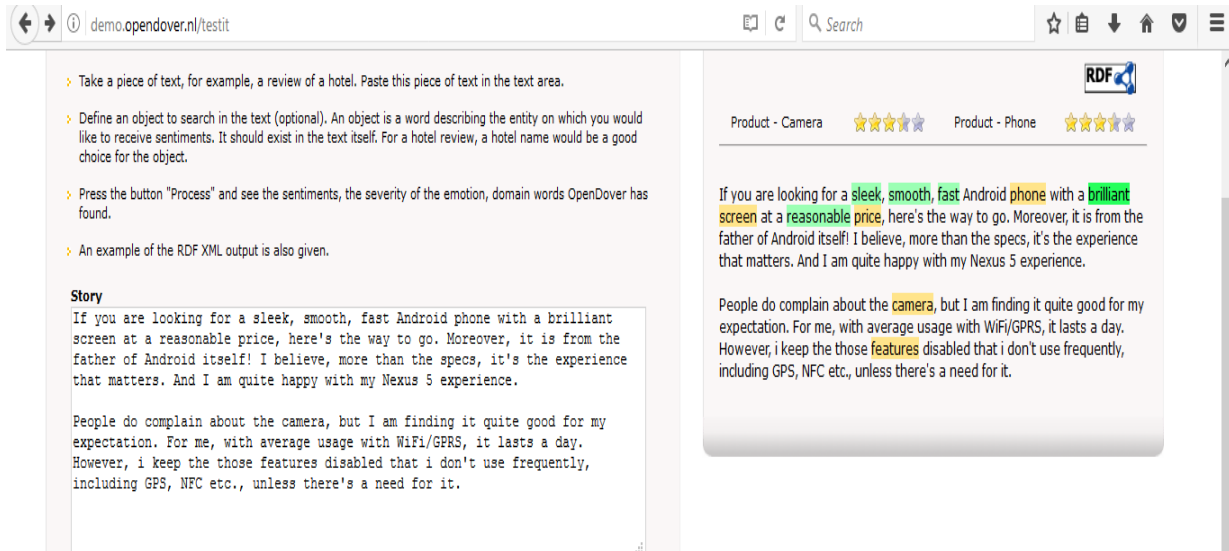 demo.opendover.nl/testit
Search
Take a piece of text, for example, a review of a hotel. Paste this piece of text in the text area.
Define an object to search in the text (optional). An object is a word describing the entity on which you would
like to receive sentiments. It should exist in the text itself. For a hotel review, a hotel name would be a good
choice for the object.
Press the button "Process" and see the sentiments, the severity of the emotion, domain words OpenDover has
found.
An example of the RDF XML output is also given.
Story
If you are looking for a sleek, smooth, fast Android phone with a brilliant
screen at a reasonable price, here's the way to go. Moreover, it is from the
father of Android itself! I believe, more than the specs, it's the experience
that matters. And I am quite happy with my Nexus 5 experience.
People do complain about the camera, but I am finding it quite good for my
expectation. For me, with average usage with WiFi/GPRS, it lasts a day.
However, i keep the those features disabled that i don't use frequently,
including GPS, NFC etc., unless there's a need for it.
RDF
Product - Camera Product - Phone
If you are looking for a sleek, smooth, fast Android phone with a brilliant
screen at a reasonable price, here's the way to go. Moreover, it is from the
father of Android itself! I believe, more than the specs, it's the experience
that matters. And I am quite happy with my Nexus 5 experience.
People do complain about the camera, but I am finding it quite good for my
expectation. For me, with average usage with WiFi/GPRS, it lasts a day.
However, i keep the those features disabled that i don't use frequently,
including GPS, NFC etc., unless there's a need for it.